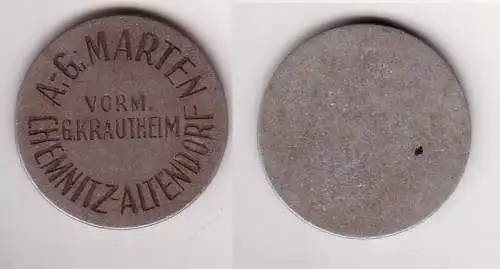 A.-G. MARTEN
VORM.
G.KRAUTHEIM
CHEMNITZ-ALTENDORF